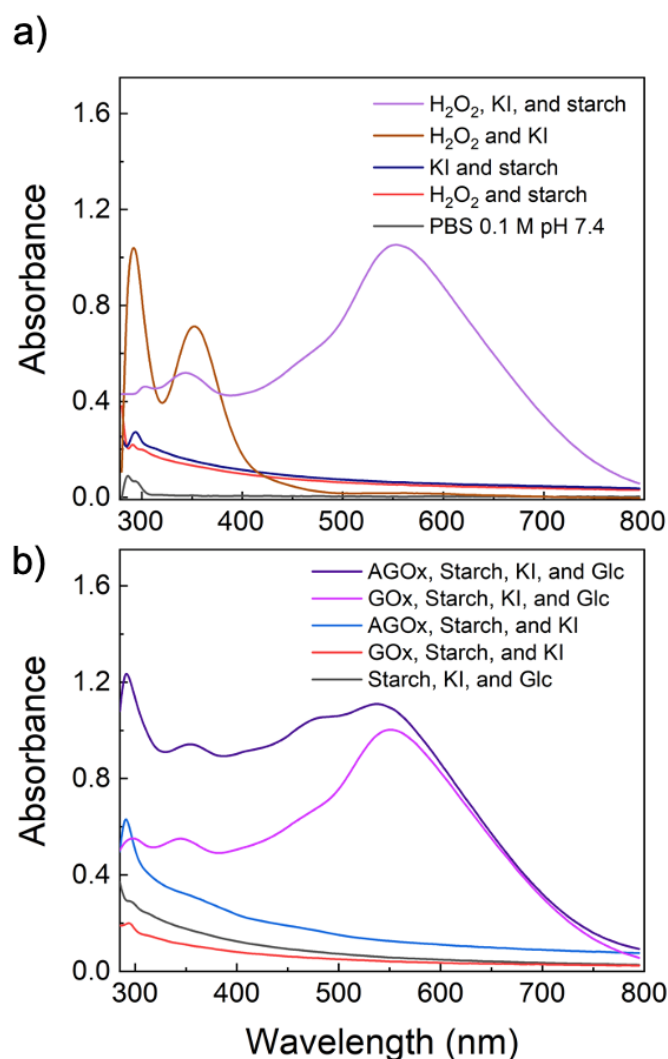 a)
1.6
1.2
0.8
0.4
0.0
Absorbance
H₂O₂, KI, and starch
H₂O₂ and KI
KI and starch
H₂O₂ and starch
PBS 0.1 M pH 7.4
300 400 500 600 700 800
b)
1.6
1.2
0.8
0.4
0.0
Absorbance
AGOx, Starch, KI, and Glc
GOx, Starch, KI, and Glc
AGOx, Starch, and KI
GOx, Starch, and KI
Starch, KI, and Glc
300 400 500 600 700 800
Wavelength (nm)